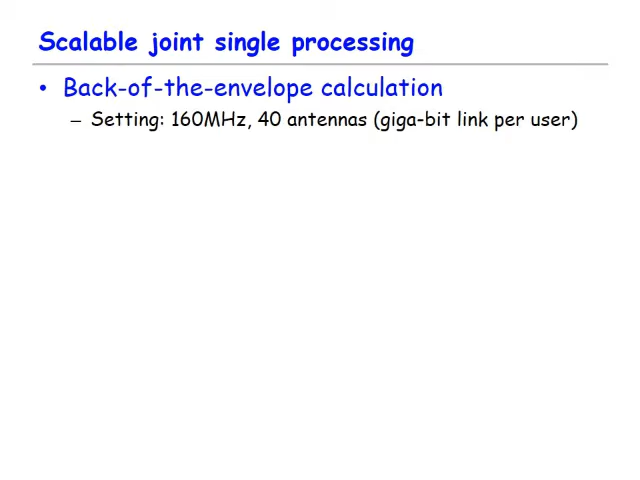 Scalable joint single processing
• Back-of-the-envelope calculation
– Setting: 160MHz, 40 antennas (giga-bit link per user)